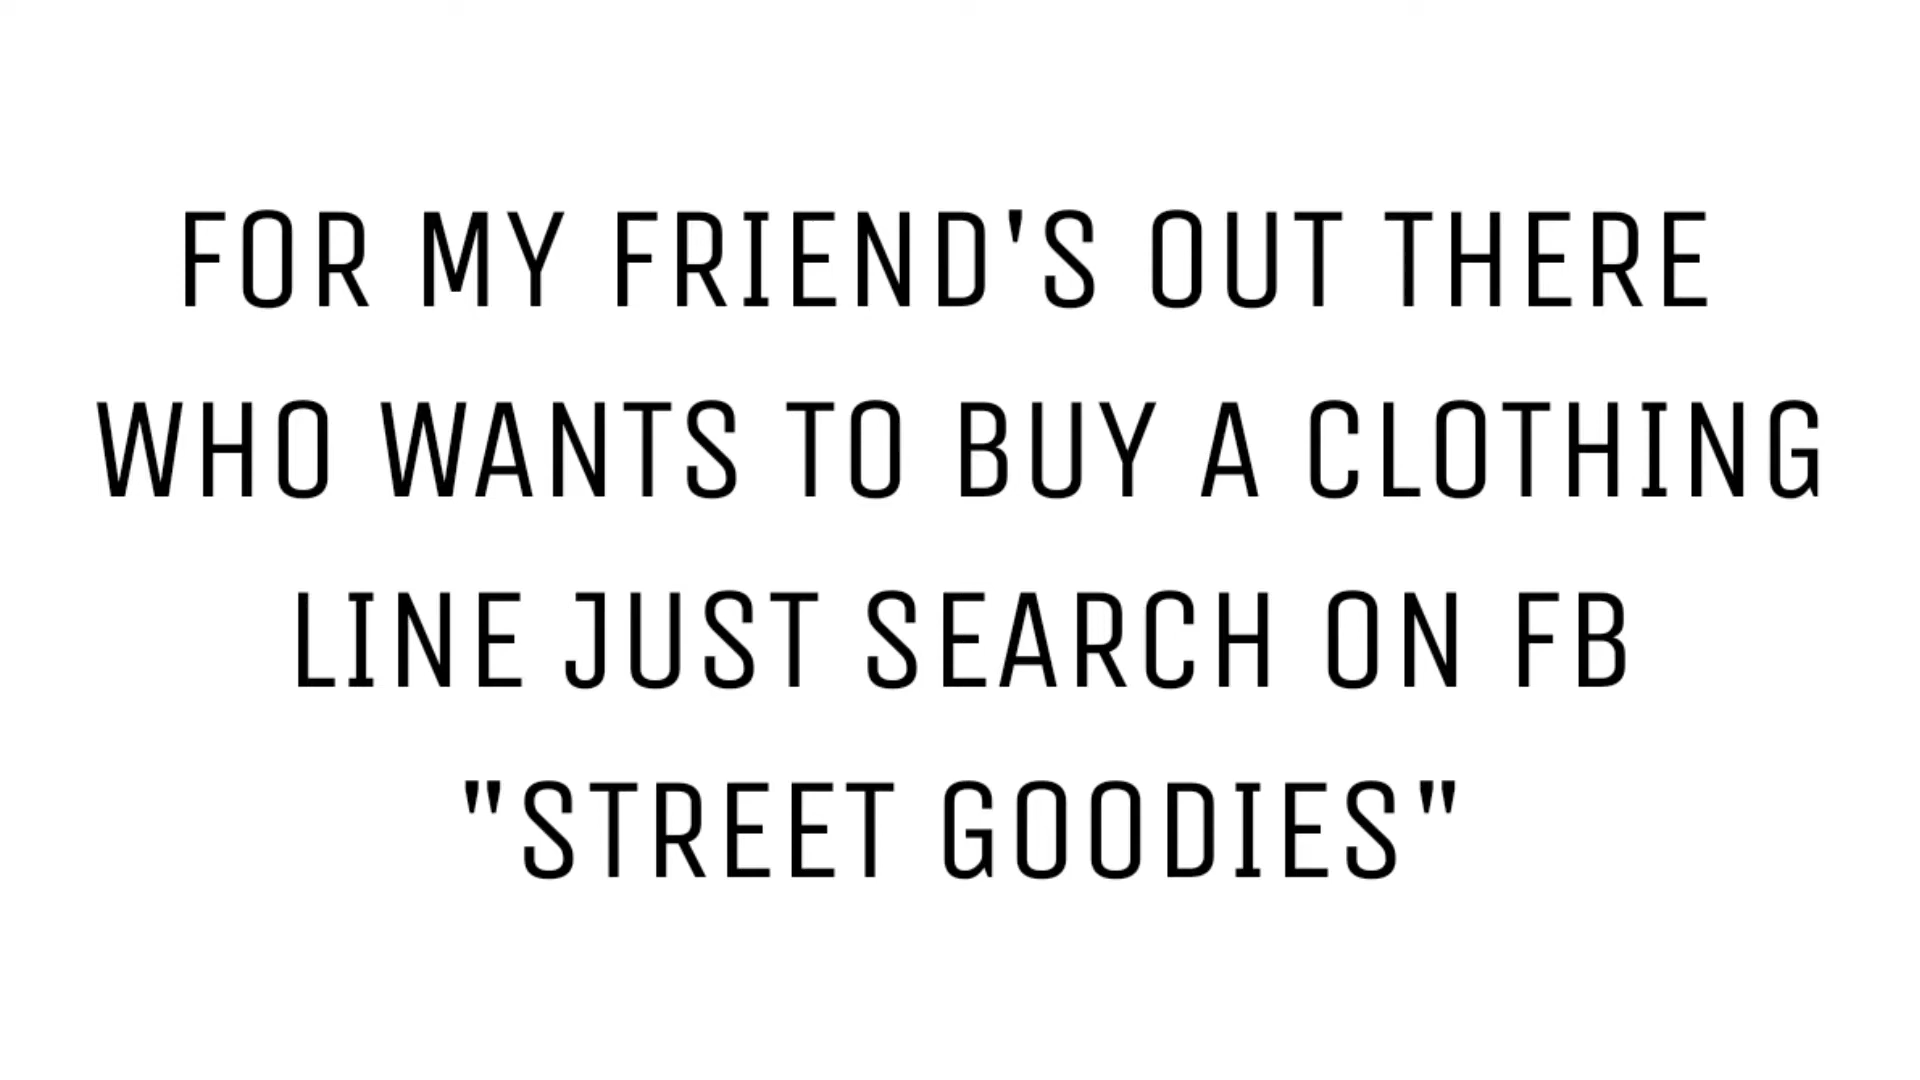 FOR MY FRIEND'S OUT THERE
WHO WANTS TO BUY A CLOTHING
LINE JUST SEARCH ON FB
"STREET GOODIES"